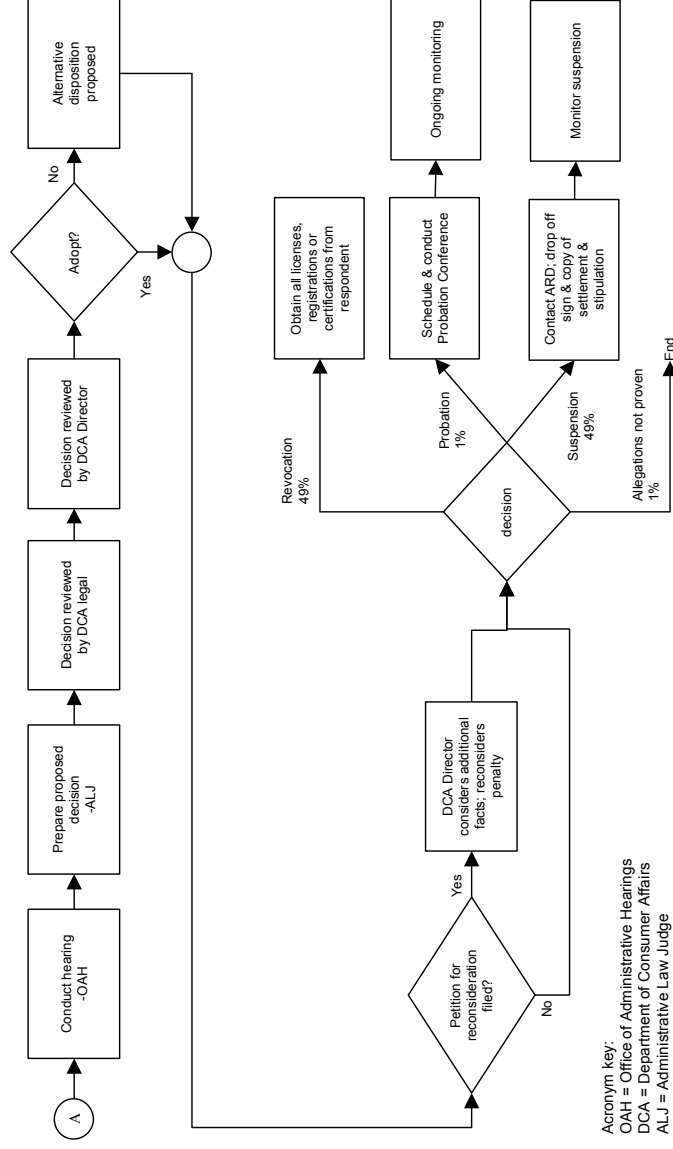 A
Conduct hearing
-OAH
Prepare proposed
decision
-ALJ
Decision reviewed
by DCA legal
Decision reviewed
by DCA Director
Adopt?
No
Yes
Alternative
disposition
proposed
Petition for
reconsideration
filed?
Yes
No
DCA Director
considers additional
facts; reconsiders
penalty
decision
Revocation
49%
Obtain all licenses,
registrations or
certifications from
respondent
Probation
1%
Schedule & conduct
Probation Conference
Ongoing monitoring
Suspension
49%
Contact ARD; drop off
sign & copy of
settlement &
stipulation
Monitor suspension
Allegations not proven
1%
End
Acronym key:
OAH = Office of Administrative Hearings
DCA = Department of Consumer Affairs
ALJ = Administrative Law Judge